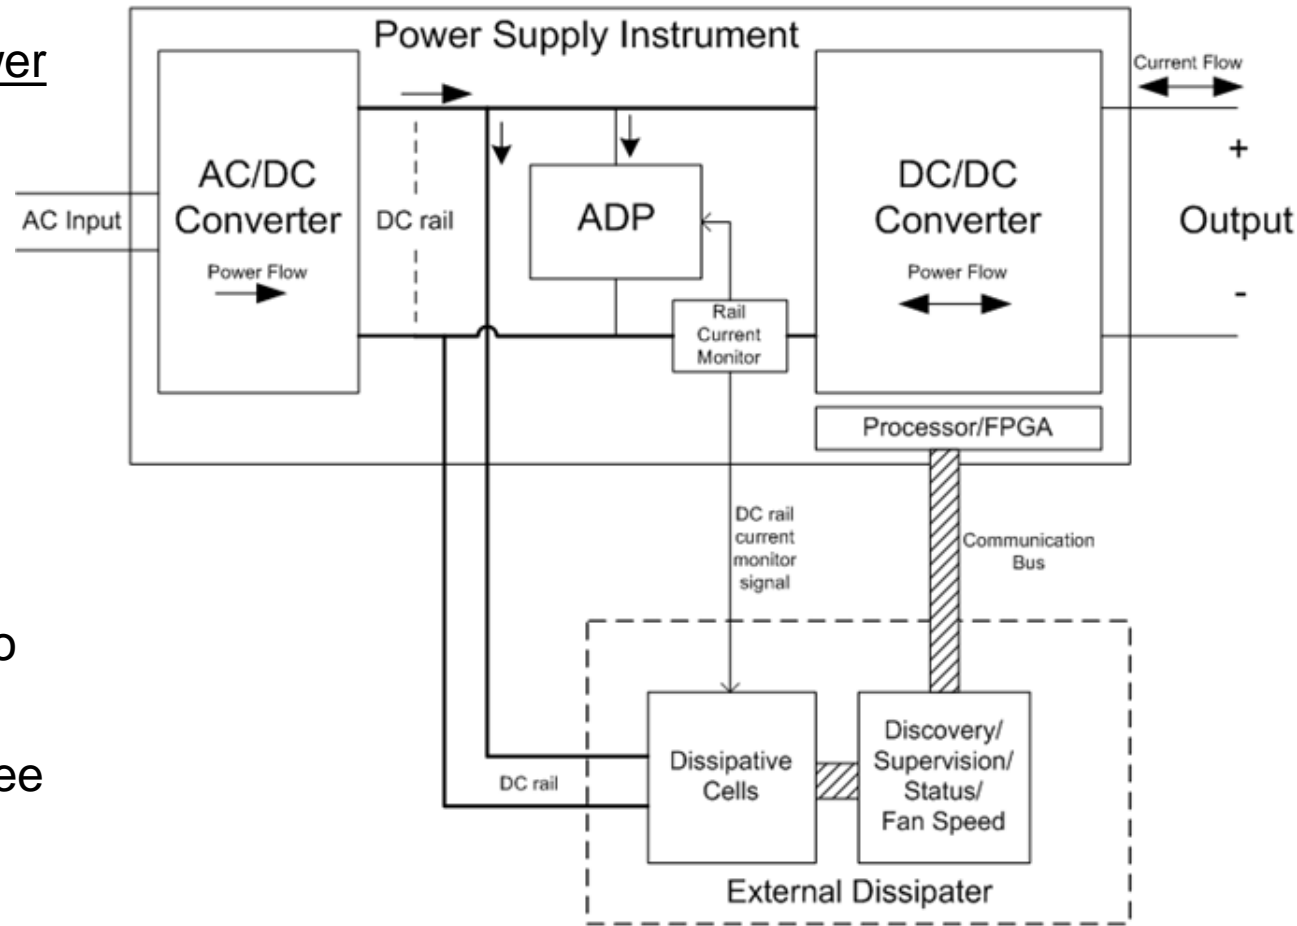 Power Supply Instrument
Current Flow
AC/DC
Converter
Power Flow
AC Input
DC rail
ADP
Rail
Current
Monitor
DC/DC
Converter
Power Flow
+
Output
-
Processor/FPGA
DC rail
current
monitor
signal
Communication
Bus
DC rail
Dissipative
Cells
Discovery/
Supervision/
Status/
Fan Speed
External Dissipater